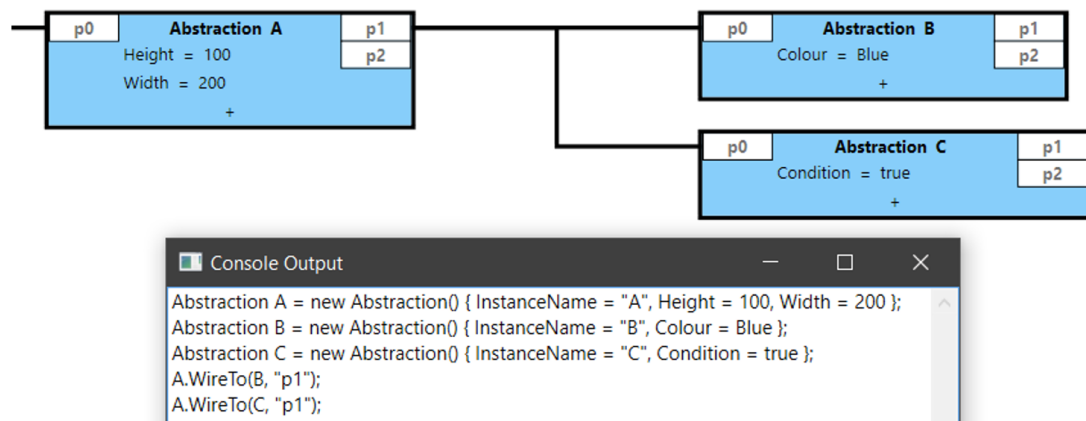 p0 Abstraction A p1
Height = 100 p2
Width = 200
+
p0 Abstraction B p1
Colour = Blue p2
+
p0 Abstraction C p1
Condition = true p2
+
Console Output
Abstraction A = new Abstraction() { InstanceName = "A", Height = 100, Width = 200 };
Abstraction B = new Abstraction() { InstanceName = "B", Colour = Blue };
Abstraction C = new Abstraction() { InstanceName = "C", Condition = true };
A.WireTo(B, "p1");
A.WireTo(C, "p1");